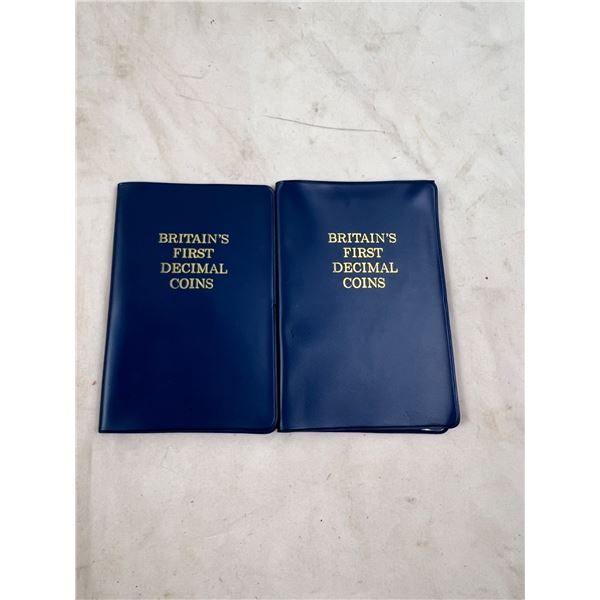 BRITAIN'S
FIRST
DECIMAL
COINS
BRITAIN'S
FIRST
DECIMAL
COINS